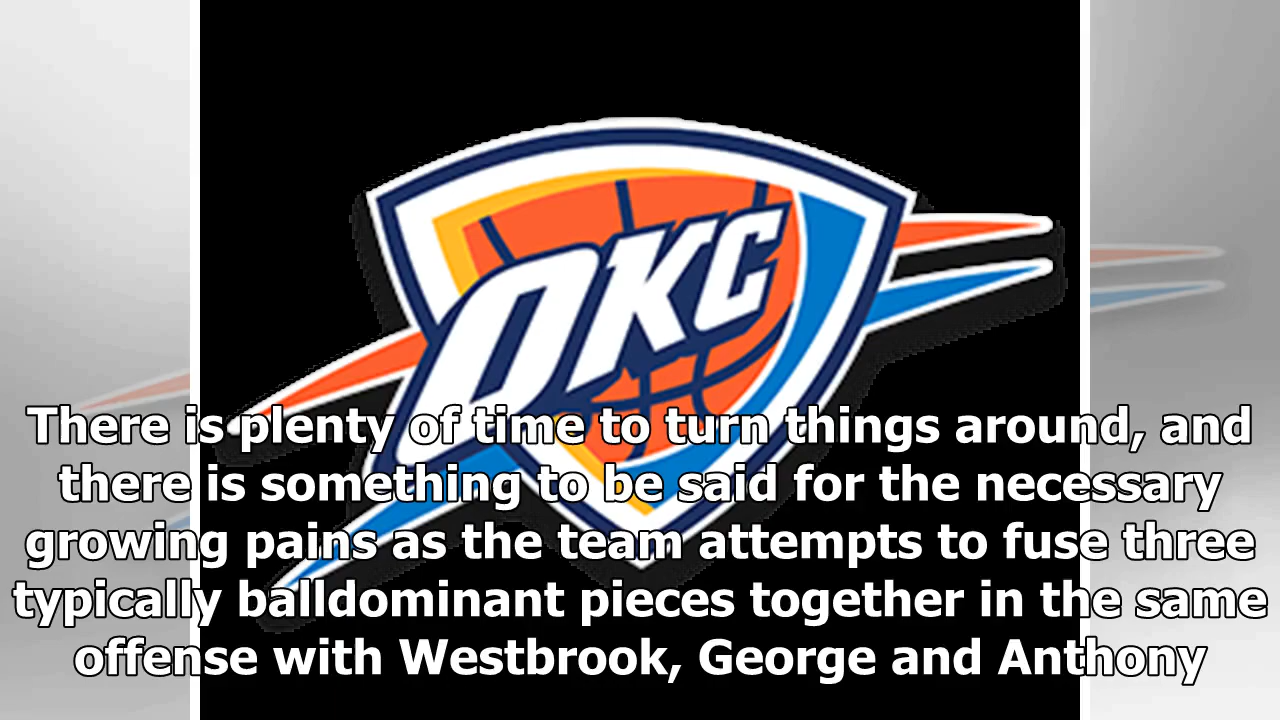 OKC
There is plenty of time to turn things around, and
there is something to be said for the necessary
growing pains as the team attempts to fuse three
typically balldominant pieces together in the same
offense with Westbrook, George and Anthony